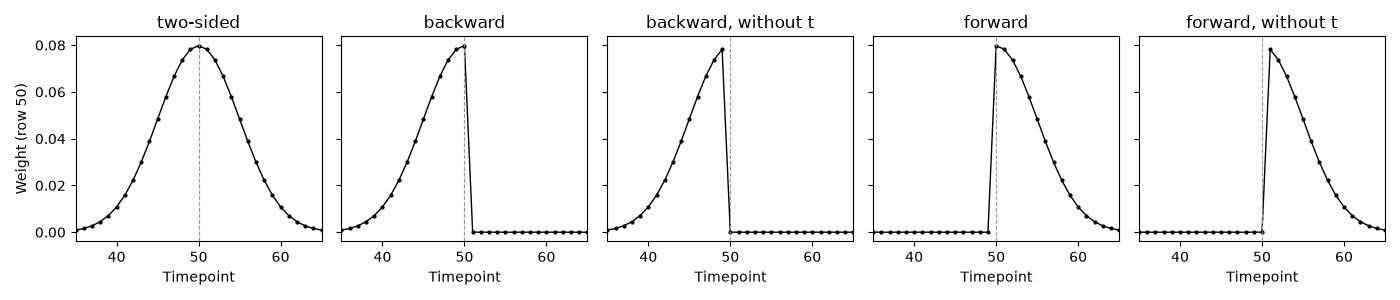 two-sided
backward
backward, without t
forward
forward, without t
Weight (row 50)
0.08
0.06
0.04
0.02
0.00
40 50 60
40 50 60
40 50 60
40 50 60
40 50 60
Timepoint
Timepoint
Timepoint
Timepoint
Timepoint